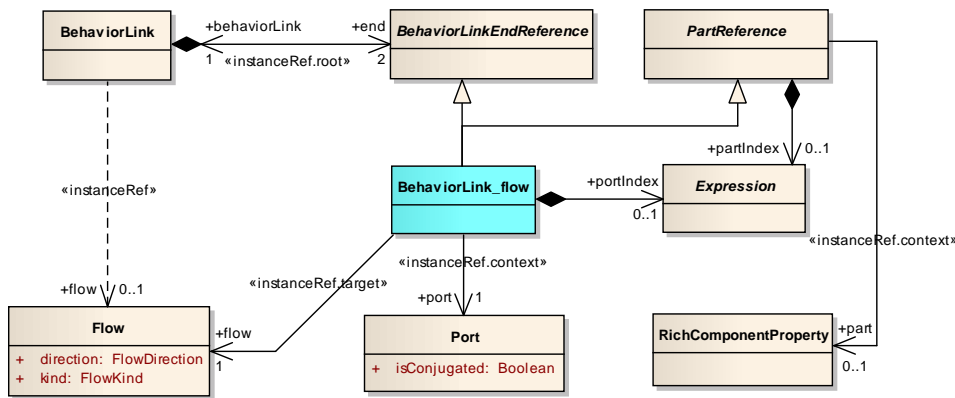 BehaviorLink
+behaviorLink
1
«instanceRef.root»
+end
2
BehaviorLinkEndReference
PartReference
+partIndex
0..1
«instanceRef»
BehaviorLink_flow
+portIndex
0..1
Expression
«instanceRef.context»
«instanceRef.context»
«instanceRef.target»
+flow
0..1
+port
1
Flow
+ direction: FlowDirection
+ kind: FlowKind
+flow
1
Port
+ isConjugated: Boolean
RichComponentProperty
+part
0..1